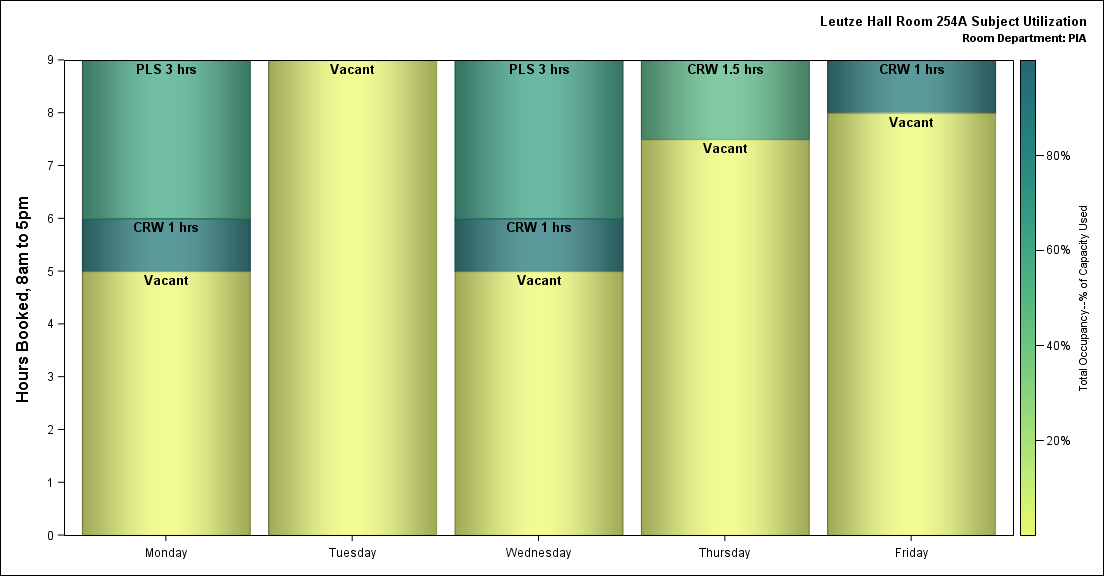 Leutze Hall Room 254A Subject Utilization
Room Department: PIA
Hours Booked, 8am to 5pm
9
8
7
6
5
4
3
2
1
0
PLS 3 hrs
CRW 1 hrs
Vacant
Vacant
PLS 3 hrs
CRW 1 hrs
Vacant
CRW 1.5 hrs
Vacant
CRW 1 hrs
Vacant
Monday
Tuesday
Wednesday
Thursday
Friday
80%
60%
40%
20%
Total Occupancy--% of Capacity Used